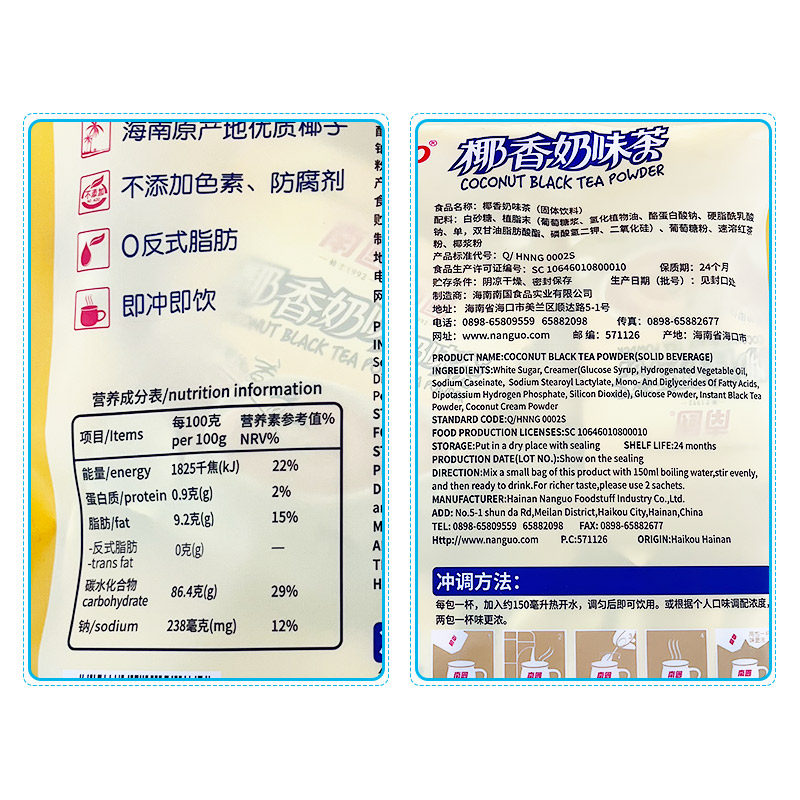 海南原产地优质椰子
不添加色素、防腐剂
0反式脂肪
即冲即饮
营养成分表/nutrition information
项目/Items 每100克 per 100g 营养素参考值% NRV%
能量/energy 1825千焦(kJ) 22%
蛋白质/protein 0.9克(g) 2%
脂肪/fat 9.2克(g) 15%
-反式脂肪 -trans fat 0克(g) —
碳水化合物 carbohydrate 86.4克(g) 29%
钠/sodium 238毫克(mg) 12%
椰香奶味茶
COCONUT BLACK TEA POWDER
食品名称：椰香奶味茶（固体饮料）
配料：白砂糖、植脂末（葡萄糖浆、氢化植物油、酪蛋白酸钠、硬脂酰乳酸
钠、单，双甘油脂肪酸酯、磷酸氢二钾、二氧化硅）、葡萄糖粉、速溶红茶
粉、椰浆粉
产品标准代号：Q/ HNNG 0002S
食品生产许可证编号：SC 10646010800010 保质期：24个月
贮存条件：阴凉干燥、密封保存 生产日期（批号）：见封口处
制造商：海南南国食品实业有限公司
地址： 海南省海口市美兰区顺达路5-1号
电话：0898-65809559 65882098 传真：0898-65882677
网址：www.nanguo.com 邮 编：571126 产地：海南省海口市
PRODUCT NAME:COCONUT BLACK TEA POWDER(SOLID BEVERAGE)
INGREDIENTS:White Sugar, Creamer(Glucose Syrup, Hydrogenated Vegetable Oil,
Sodium Caseinate, Sodium Stearoyl Lactylate, Mono- And Diglycerides Of Fatty Acids,
Dipotassium Hydrogen Phosphate, Silicon Dioxide), Glucose Powder, Instant Black Tea
Powder, Coconut Cream Powder
STANDARD CODE:Q/HNNG 0002S
FOOD PRODUCTION LICENSES:SC 10646010800010
STORAGE:Put in a dry place with sealing SHELF LIFE:24 months
PRODUCTION DATE(LOT NO.):Show on the sealing
DIRECTION:Mix a small bag of this product with 150ml boiling water,stir evenly,
and then ready to drink.For richer taste,please use 2 sachets.
MANUFACTURER:Hainan Nanguo Foodstuff Industry Co.,Ltd.
ADD: No.5-1 shun da Rd,Meilan District,Haikou City,Hainan,China
TEL: 0898-65809559 65882098 FAX: 0898-65882677
Http://www.nanguo.com P.C:571126 ORIGIN:Haikou Hainan
冲调方法：
每包一杯，加入约150毫升热开水，调匀后即可饮用。或根据个人口味调配浓度，
两包一杯味更浓。